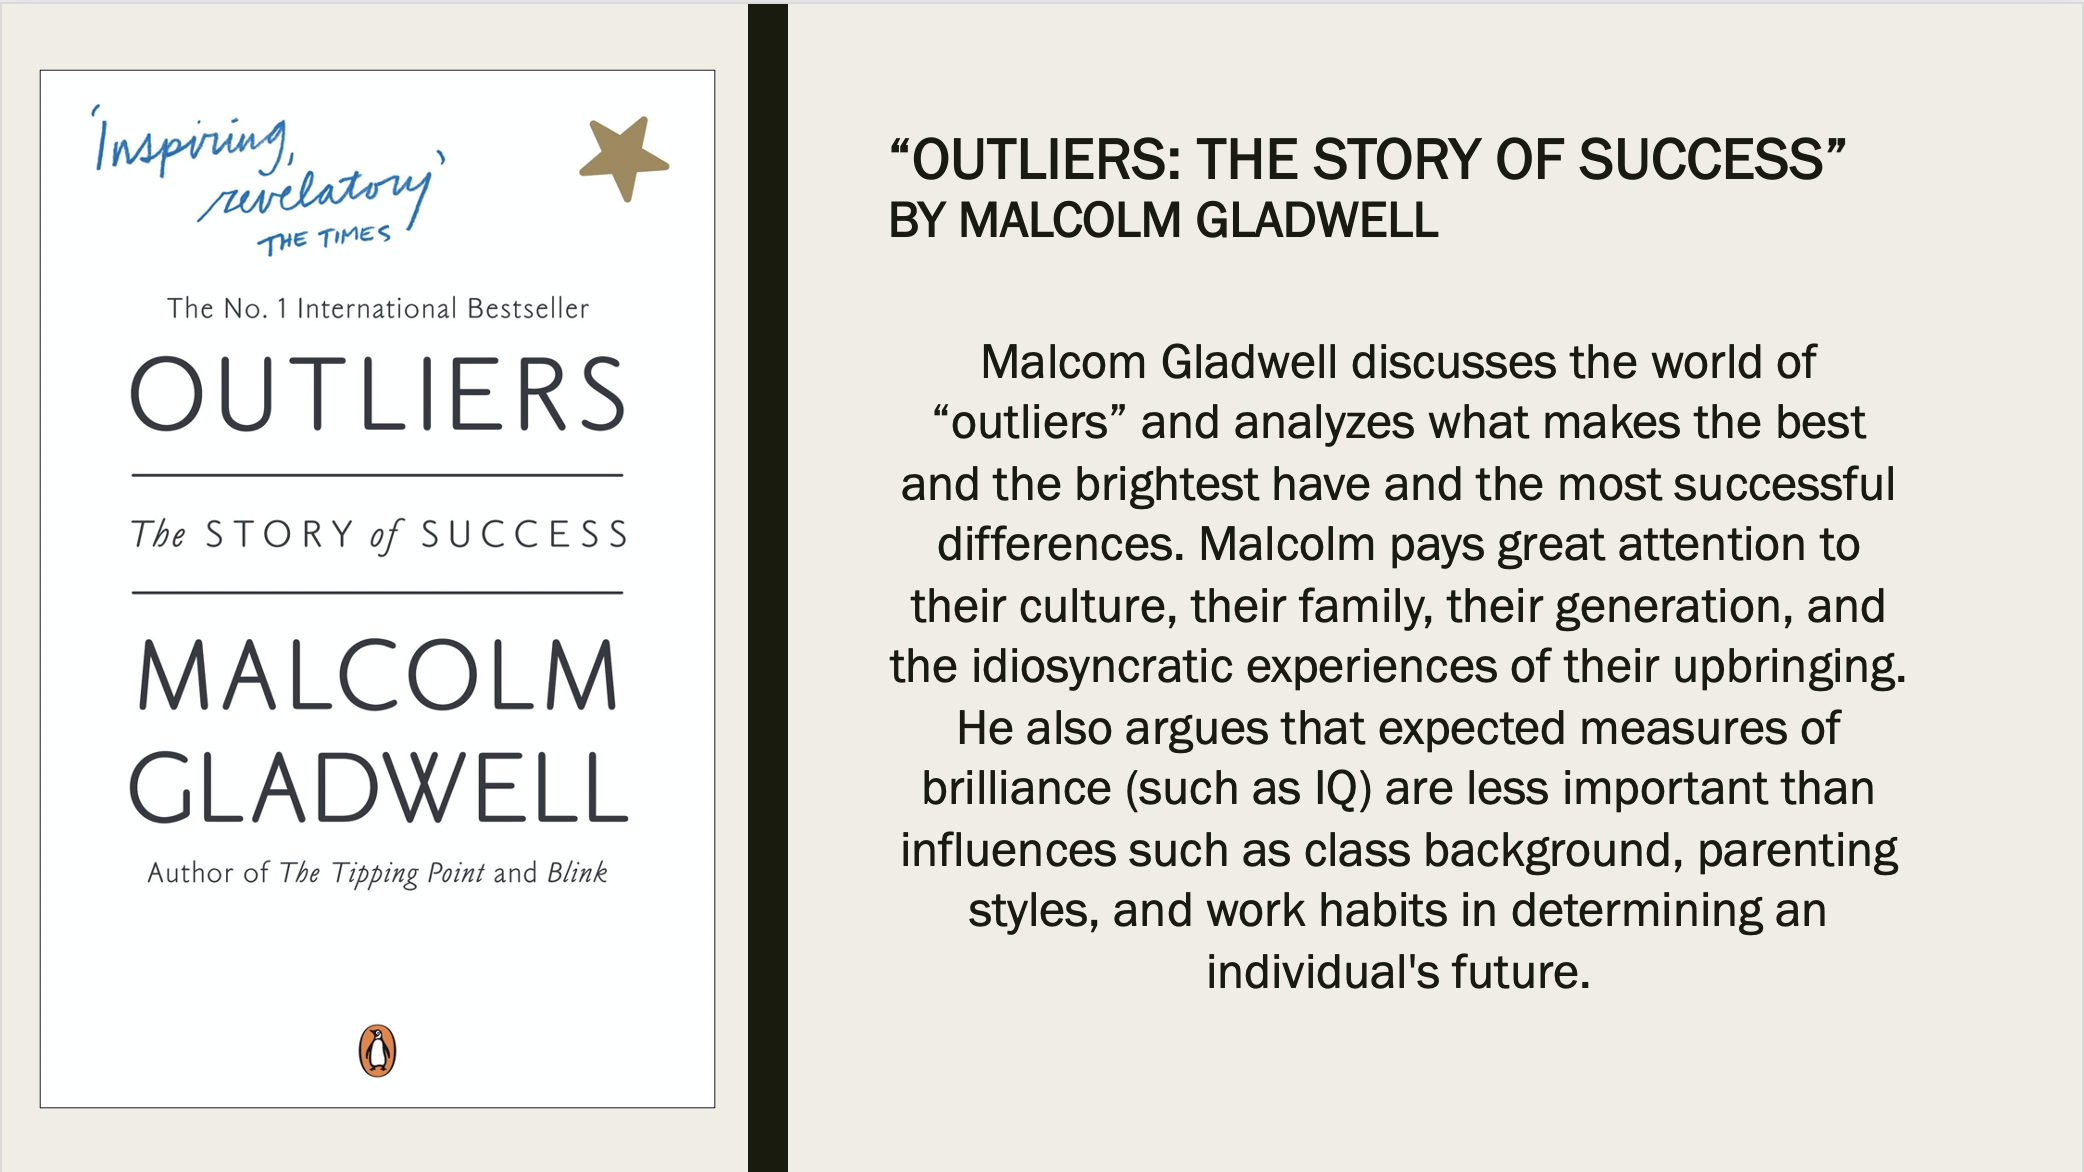 'Inspiring,
revelatory'
THE TIMES
The No. 1 International Bestseller
OUTLIERS
The STORY of SUCCESS
MALCOLM
GLADWELL
Author of The Tipping Point and Blink
“OUTLIERS: THE STORY OF SUCCESS”
BY MALCOLM GLADWELL
Malcom Gladwell discusses the world of
“outliers” and analyzes what makes the best
and the brightest have and the most successful
differences. Malcolm pays great attention to
their culture, their family, their generation, and
the idiosyncratic experiences of their upbringing.
He also argues that expected measures of
brilliance (such as IQ) are less important than
influences such as class background, parenting
styles, and work habits in determining an
individual's future.